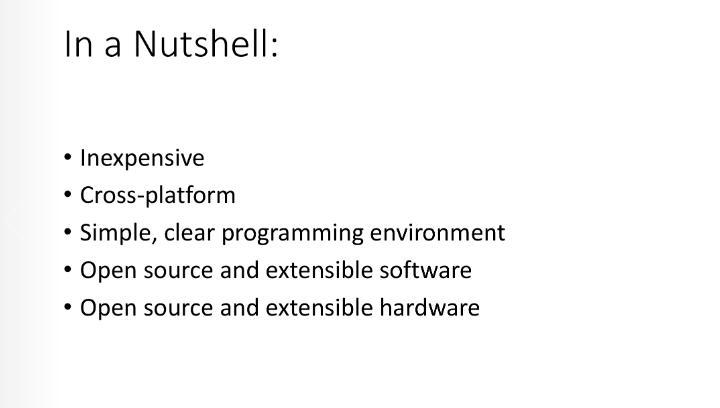 In a Nutshell:
• Inexpensive
• Cross-platform
• Simple, clear programming environment
• Open source and extensible software
• Open source and extensible hardware